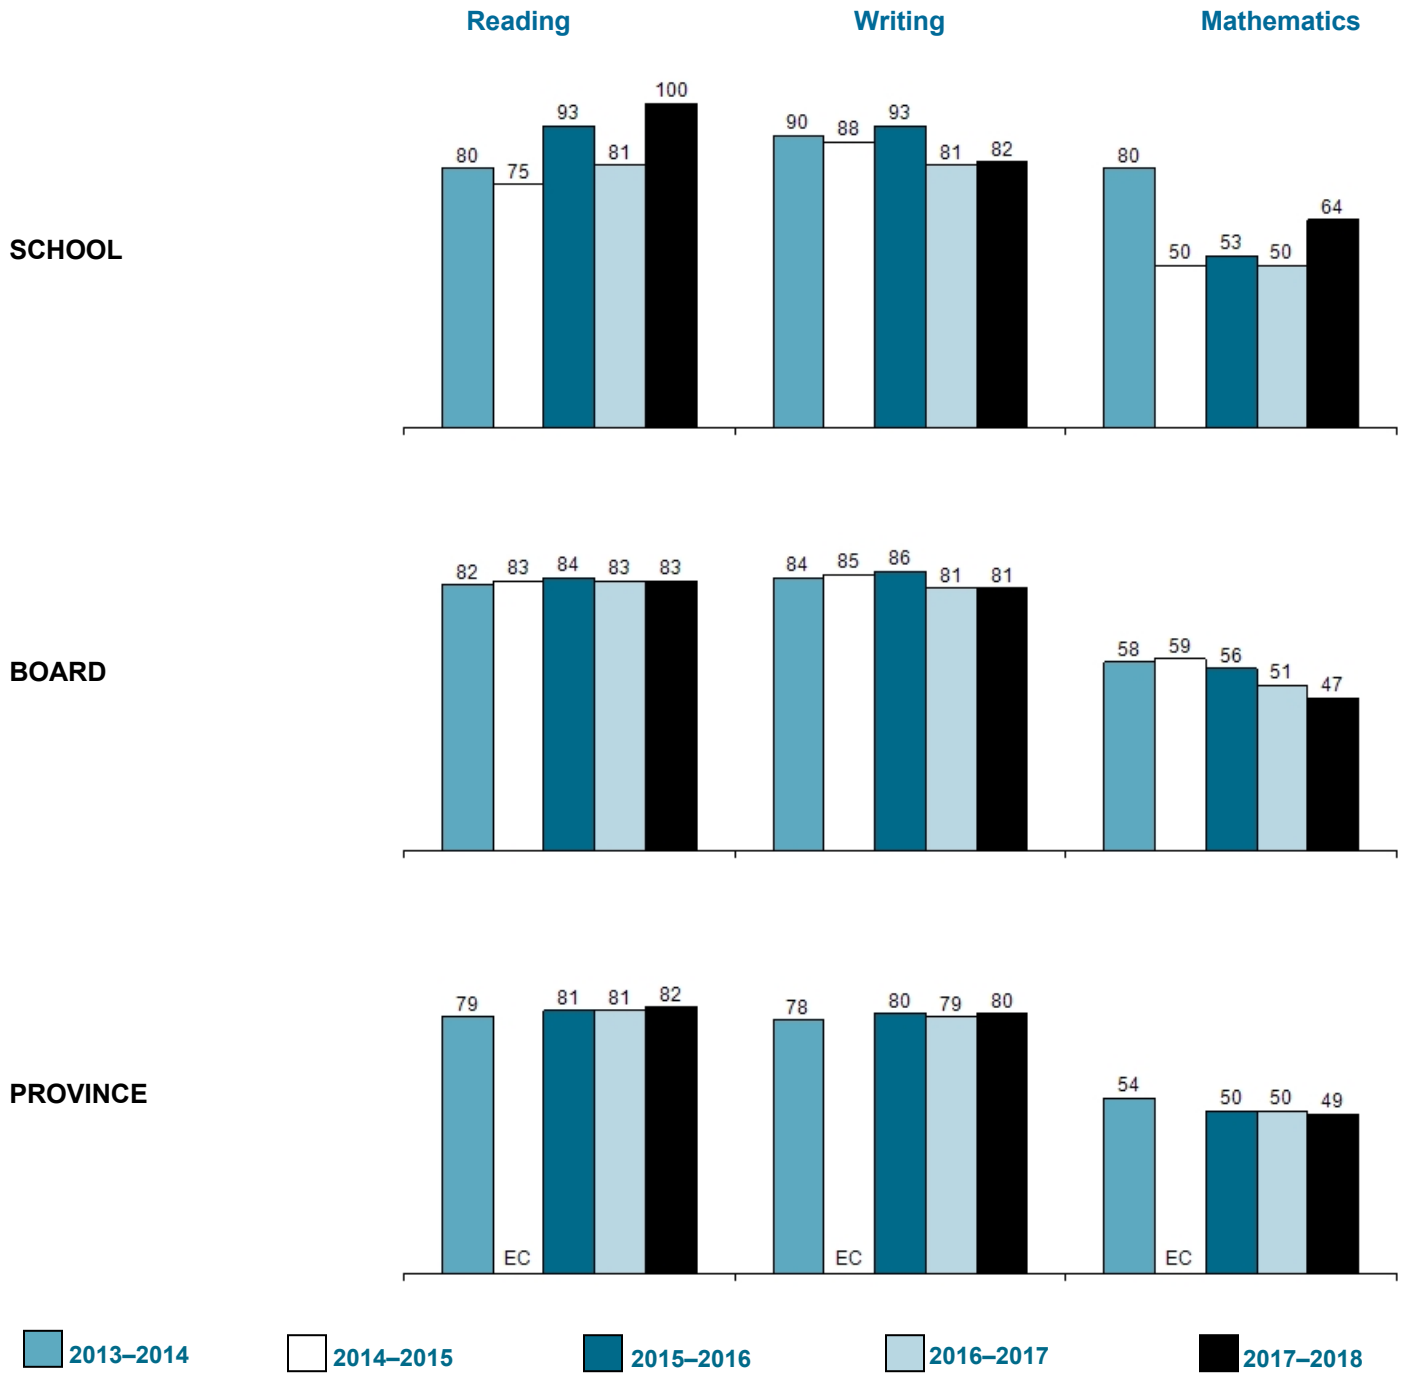 Reading Writing Mathematics
SCHOOL
80 75 93 81 100
90 88 93 81 82
80 50 53 50 64
BOARD
82 83 84 83 83
84 85 86 81 81
58 59 56 51 47
PROVINCE
79 EC 81 81 82
78 EC 80 79 80
54 EC 50 50 49
2013–2014 2014–2015 2015–2016 2016–2017 2017–2018